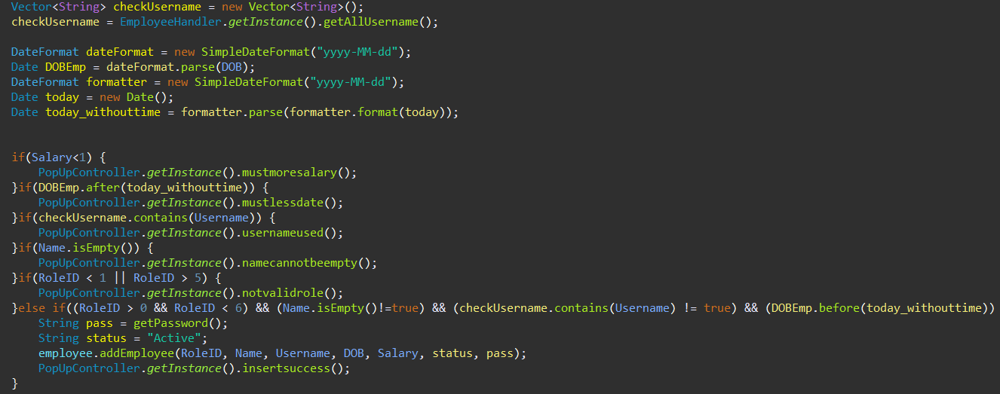 Vector<String> checkUsername = new Vector<String>();
checkUsername = EmployeeHandler.getInstance().getAllUsername();
DateFormat dateFormat = new SimpleDateFormat("yyyy-MM-dd");
Date DOBEmp = dateFormat.parse(DOB);
DateFormat formatter = new SimpleDateFormat("yyyy-MM-dd");
Date today = new Date();
Date today_withouttime = formatter.parse(formatter.format(today));
if(Salary<1) {
    PopUpController.getInstance().mustmoresalary();
}if(DOBEmp.after(today_withouttime)) {
    PopUpController.getInstance().mustlessdate();
}if(checkUsername.contains(Username)) {
    PopUpController.getInstance().usernameused();
}if(Name.isEmpty()) {
    PopUpController.getInstance().namecannotbeempty();
}if(RoleID < 1 || RoleID > 5) {
    PopUpController.getInstance().notvalidrole();
}else if((RoleID > 0 && RoleID < 6) && (Name.isEmpty()!=true) && (checkUsername.contains(Username) != true) && (DOBEmp.before(today_withouttime))
    String pass = getPassword();
    String status = "Active";
    employee.addEmployee(RoleID, Name, Username, DOB, Salary, status, pass);
    PopUpController.getInstance().insertsuccess();
}